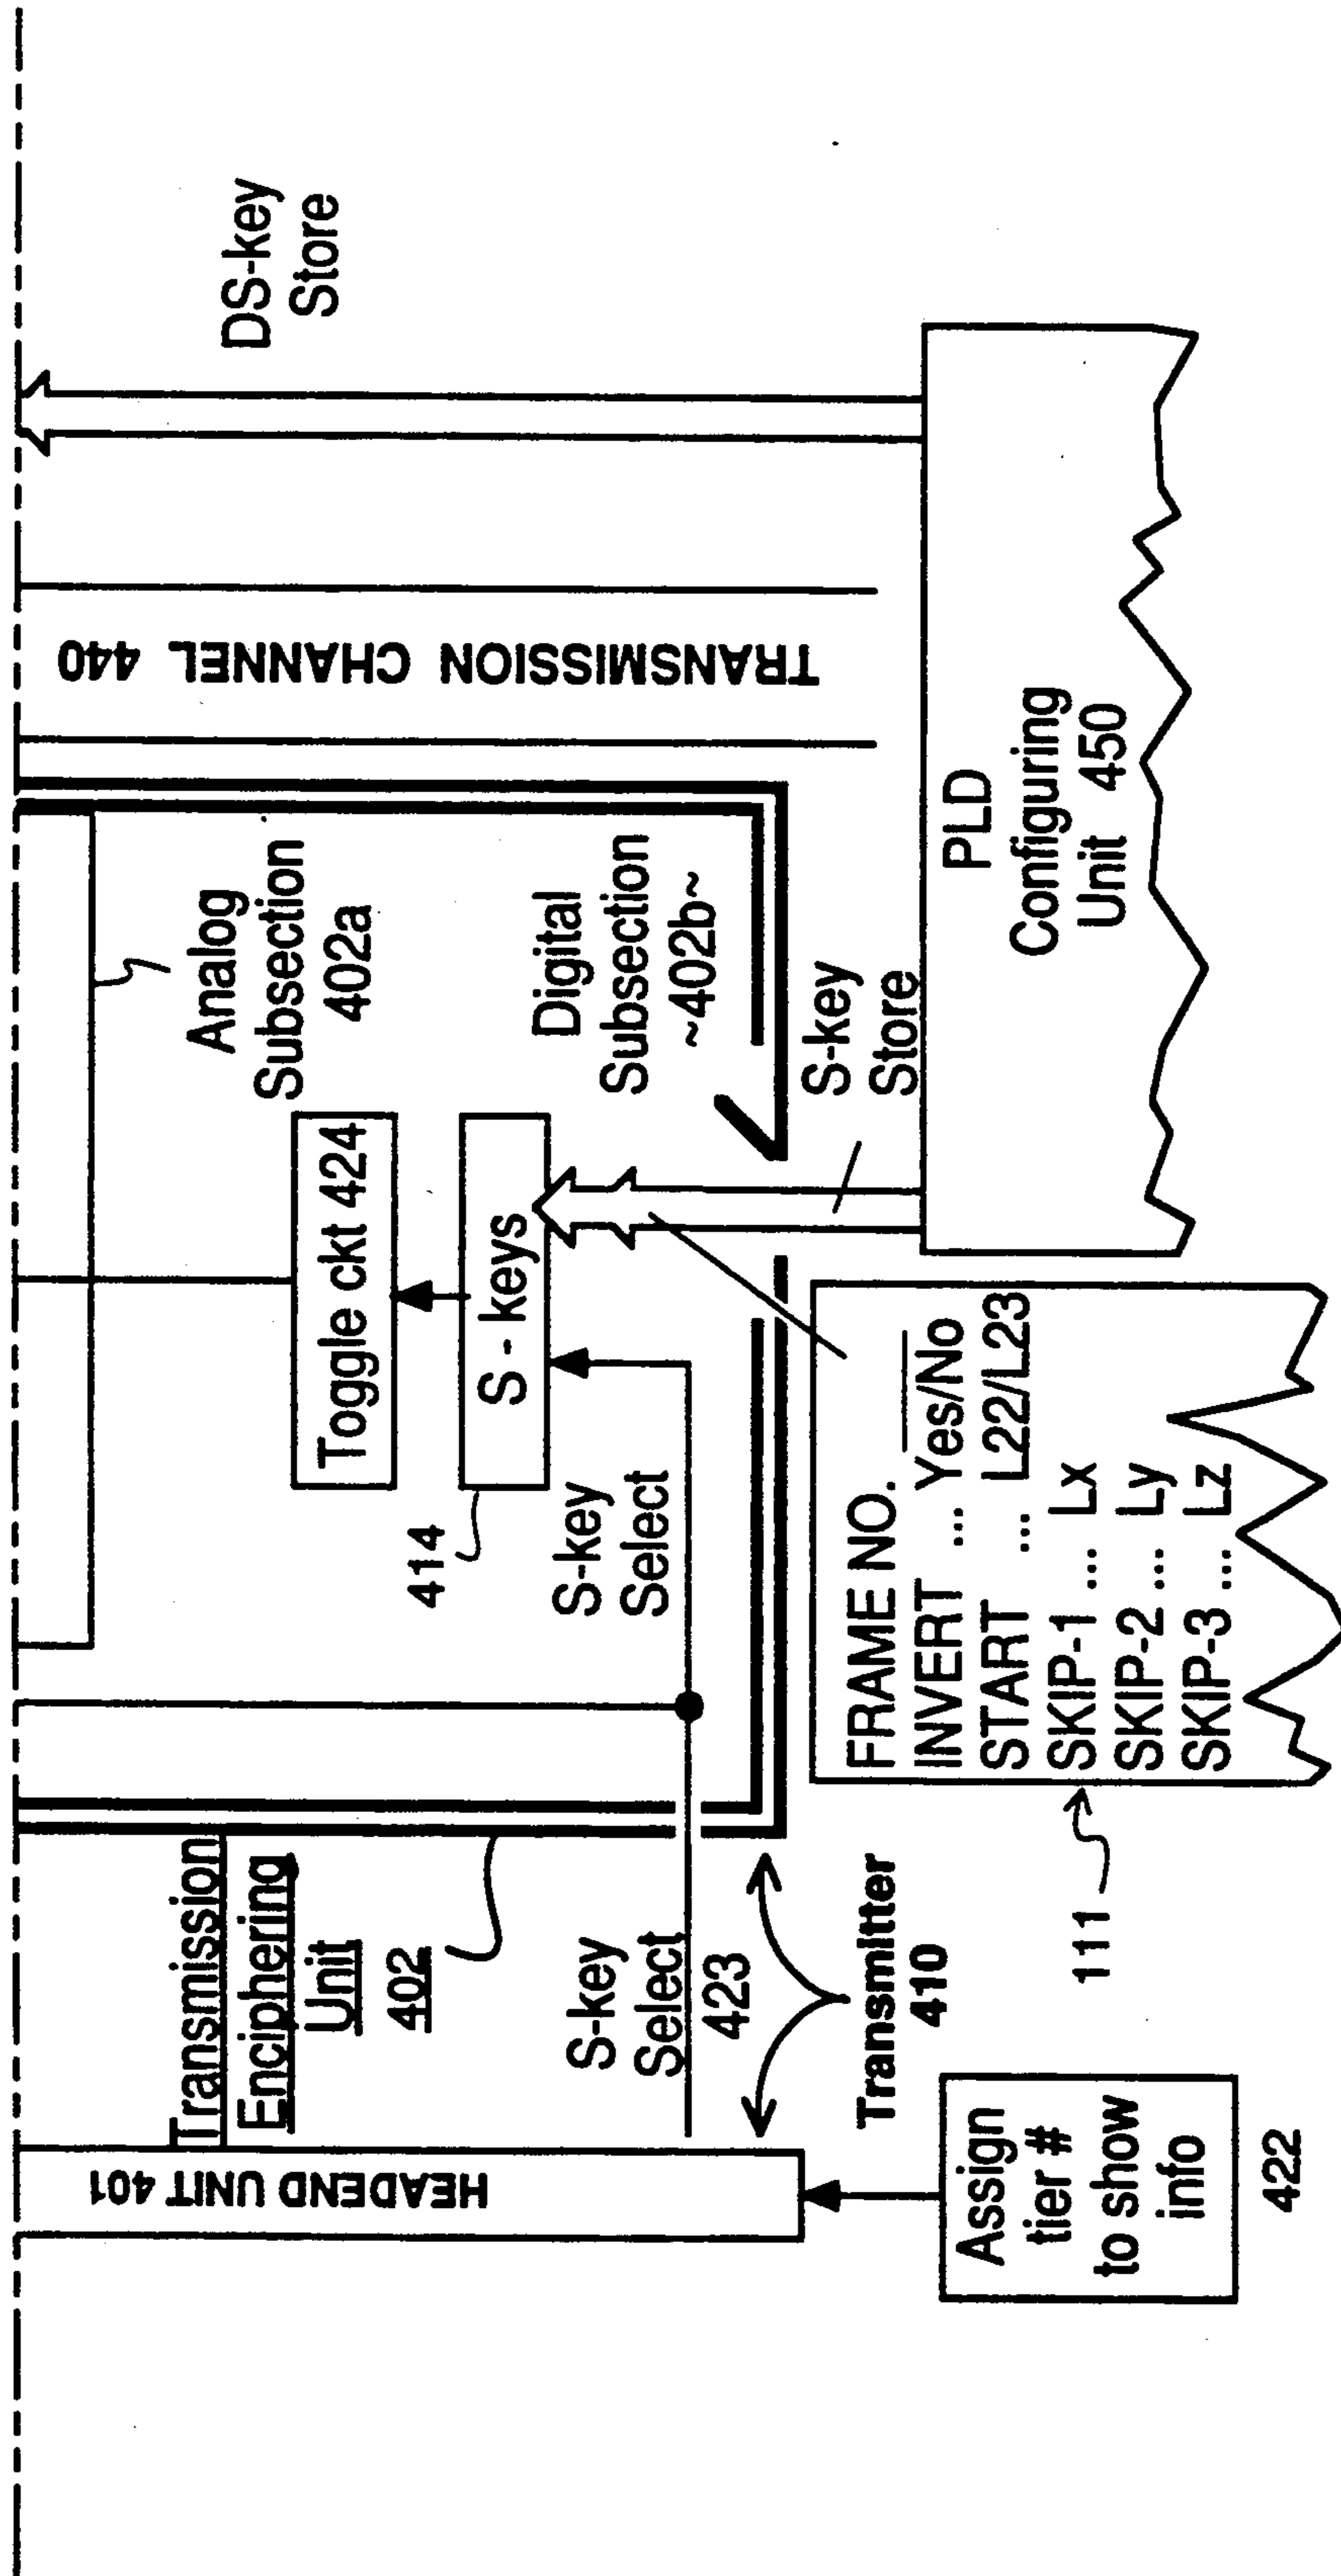 HEADEND UNIT 401
Transmission
Enciphering
Unit
402
S-key
Select
423
Transmitter
410
Assign
tier #
to show
info
422
Analog
Subsection
402a
Toggle ckt 424
414
S - keys
S-key
Select
Digital
Subsection
~402b~
S-key
Store
111
FRAME NO.
INVERT ... Yes/No
START ... L22/L23
SKIP-1 ... Lx
SKIP-2 ... Ly
SKIP-3 ... Lz
TRANSMISSION CHANNEL 440
DS-key
Store
PLD
Configuring
Unit 450